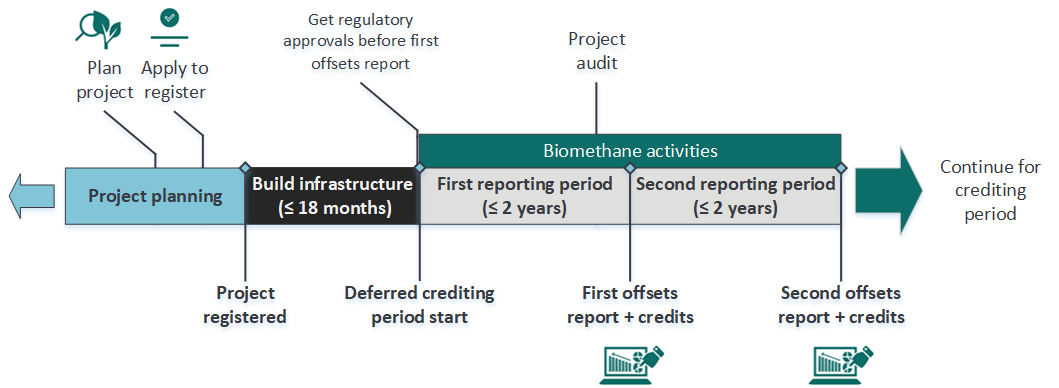 Plan
project
Apply to
register
Get regulatory
approvals before first
offsets report
Project
audit
Biomethane activities
Project planning
Build infrastructure
(≤ 18 months)
First reporting period
(≤ 2 years)
Second reporting period
(≤ 2 years)
Continue for
crediting
period
Project
registered
Deferred crediting
period start
First offsets
report + credits
Second offsets
report + credits